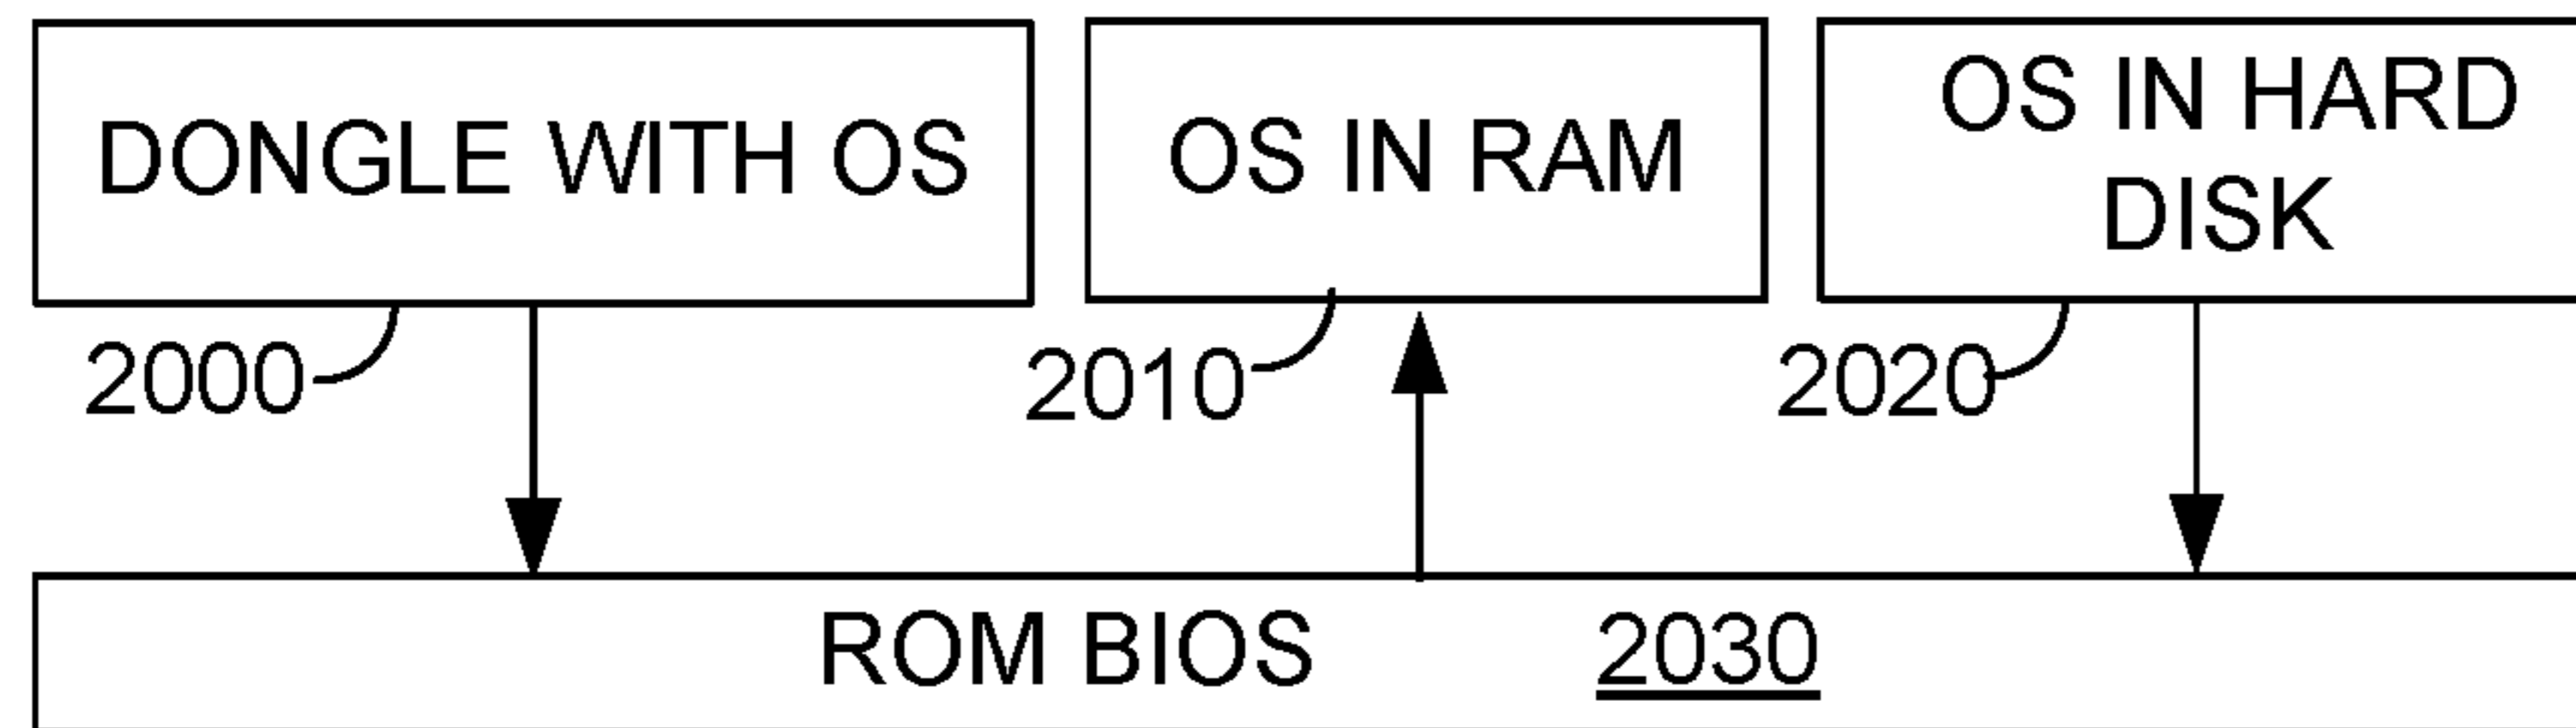 DONGLE WITH OS
OS IN RAM
OS IN HARD
DISK
2000
2010
2020
ROM BIOS
2030